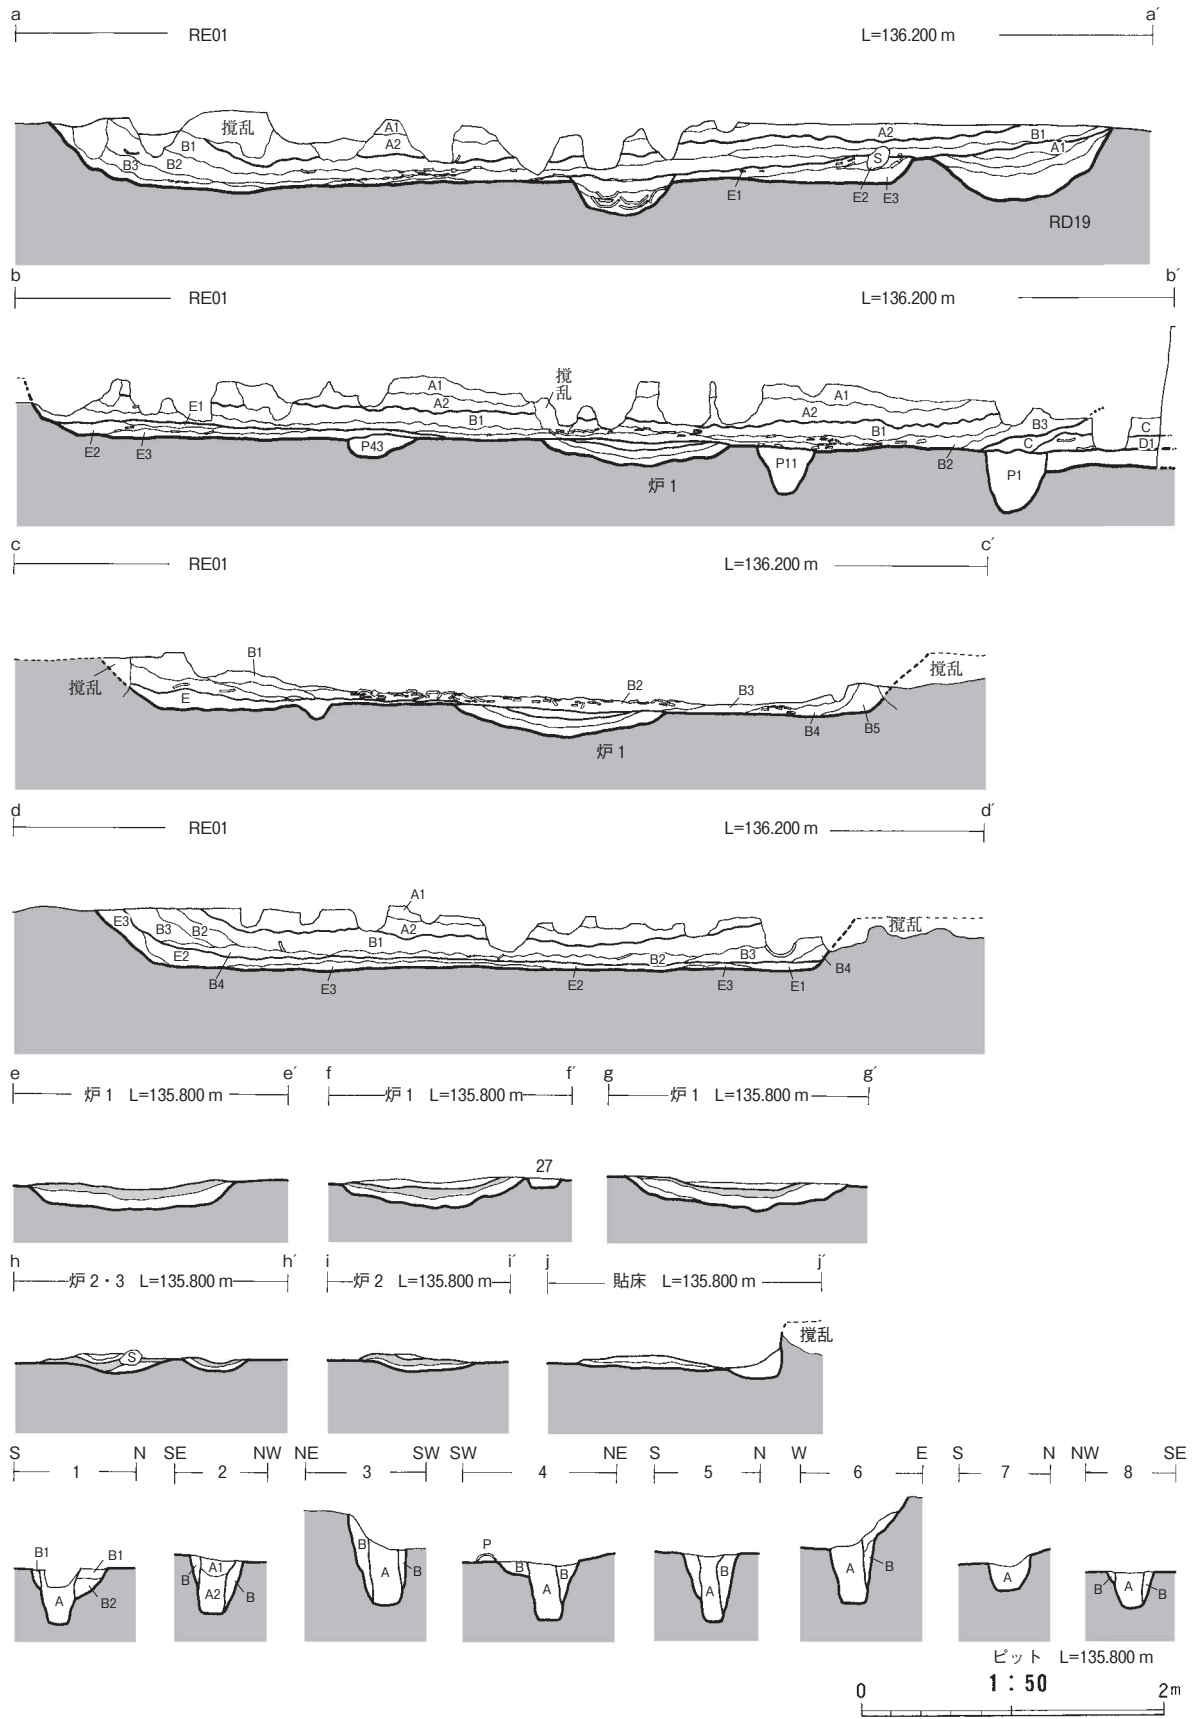 a a´
RE01 L=136.200 m
A1
撹乱 A2 B1 A2 B1
B3 B2 S A1
E1 E2 E3
RD19
b b´
RE01 L=136.200 m
撹乱
A1 A1
E1 A2 A2
B1 B1 B3 C
E2 E3 P43 B2 C D1
P11 P1
炉 1
c c´
RE01 L=136.200 m
B1 撹乱
撹乱 E B2 B3
B4 B5
炉 1
d d´
RE01 L=136.200 m
A1
E3 A2 撹乱
B3 B2 B1
E2 B2 B3
B4 E3 E2 E3 E1 B4
e e´ f f´ g g´
炉 1 L=135.800 m 炉 1 L=135.800 m 炉 1 L=135.800 m
27
h h´ i i´ j j´
炉 2・3 L=135.800 m 炉 2 L=135.800 m 貼床 L=135.800 m
撹乱
S
S N SE NW NE SW SW NE S N W E S N NW SE
1 2 3 4 5 6 7 8
B1 B1 P
B A1 B B B A B A
A B2 A2 B A B A B A B A B
ピット L=135.800 m
1:50
0 2m